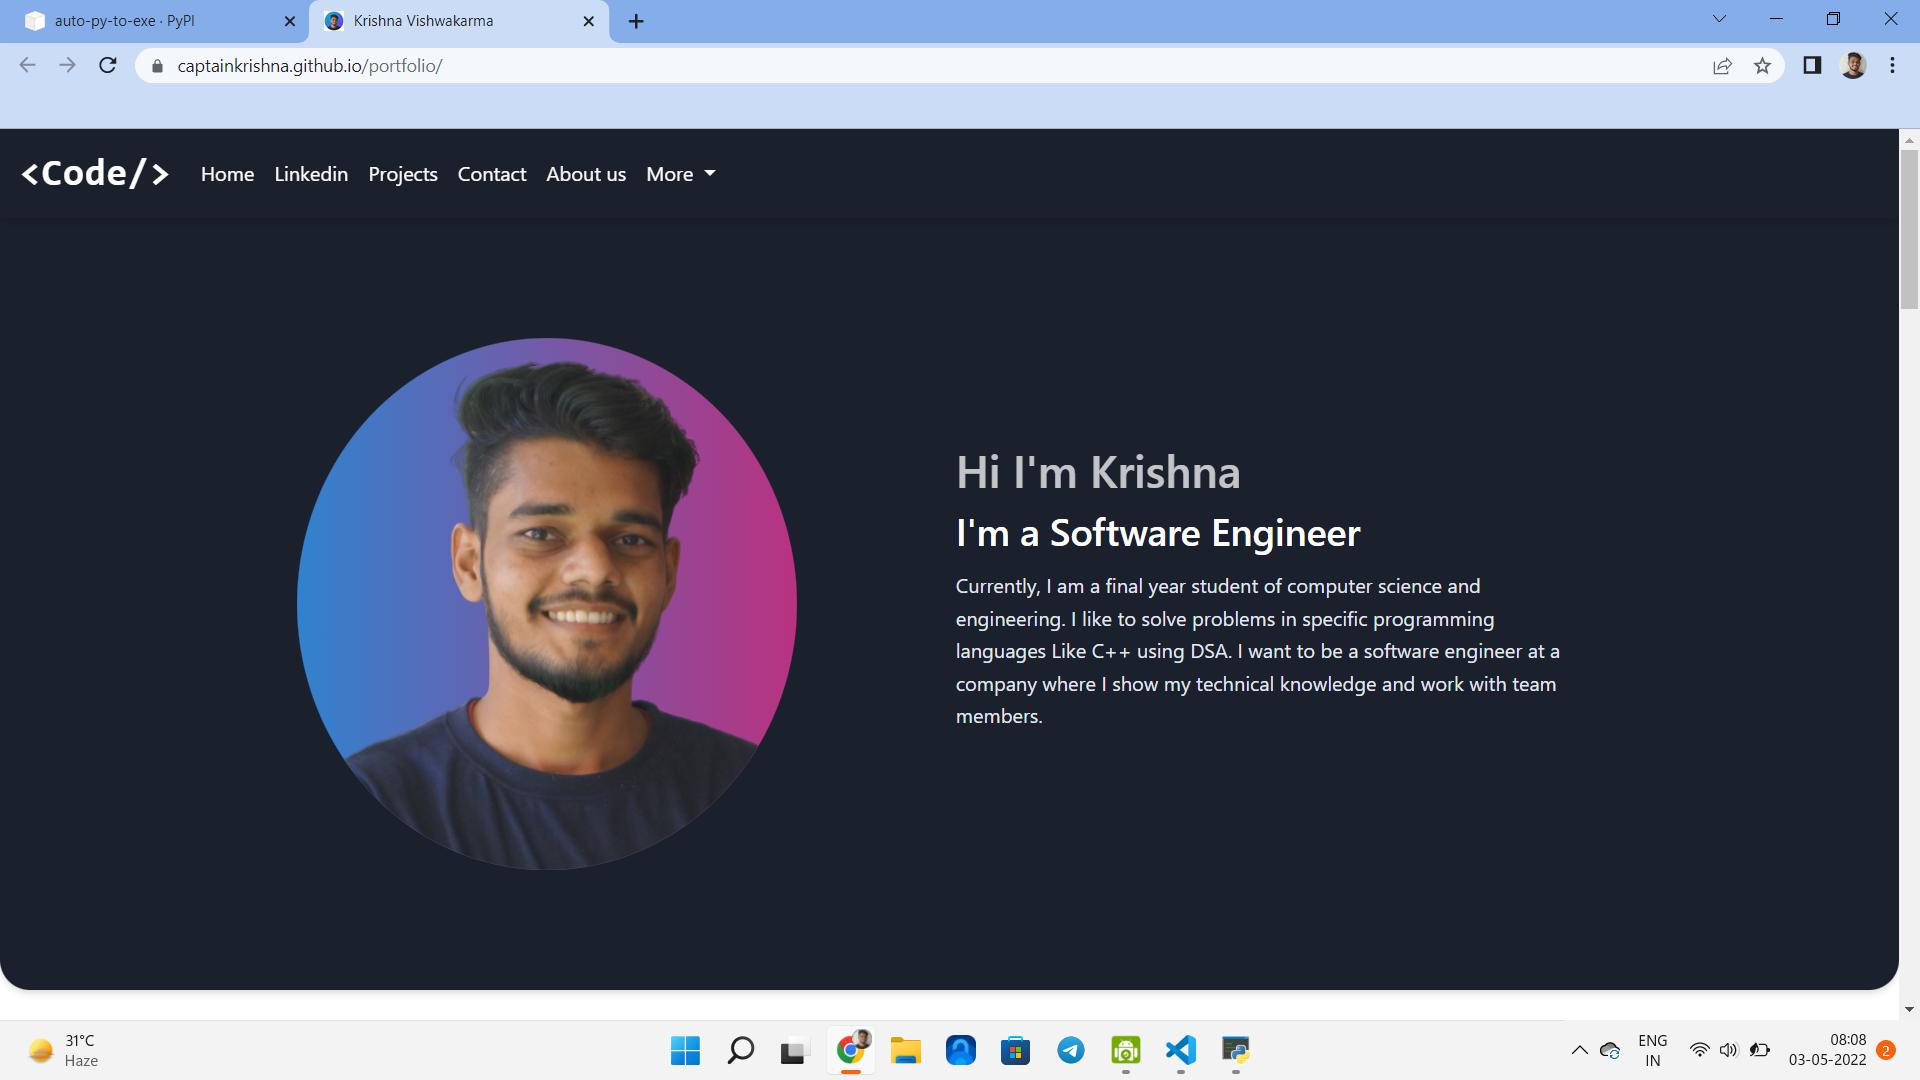 auto-py-to-exe · PyPI
Krishna Vishwakarma
captainkrishna.github.io/portfolio/
<Code/> Home Linkedin Projects Contact About us More
Hi I'm Krishna
I'm a Software Engineer
Currently, I am a final year student of computer science and
engineering. I like to solve problems in specific programming
languages Like C++ using DSA. I want to be a software engineer at a
company where I show my technical knowledge and work with team
members.
31°C
Haze
ENG
IN
08:08
03-05-2022
2